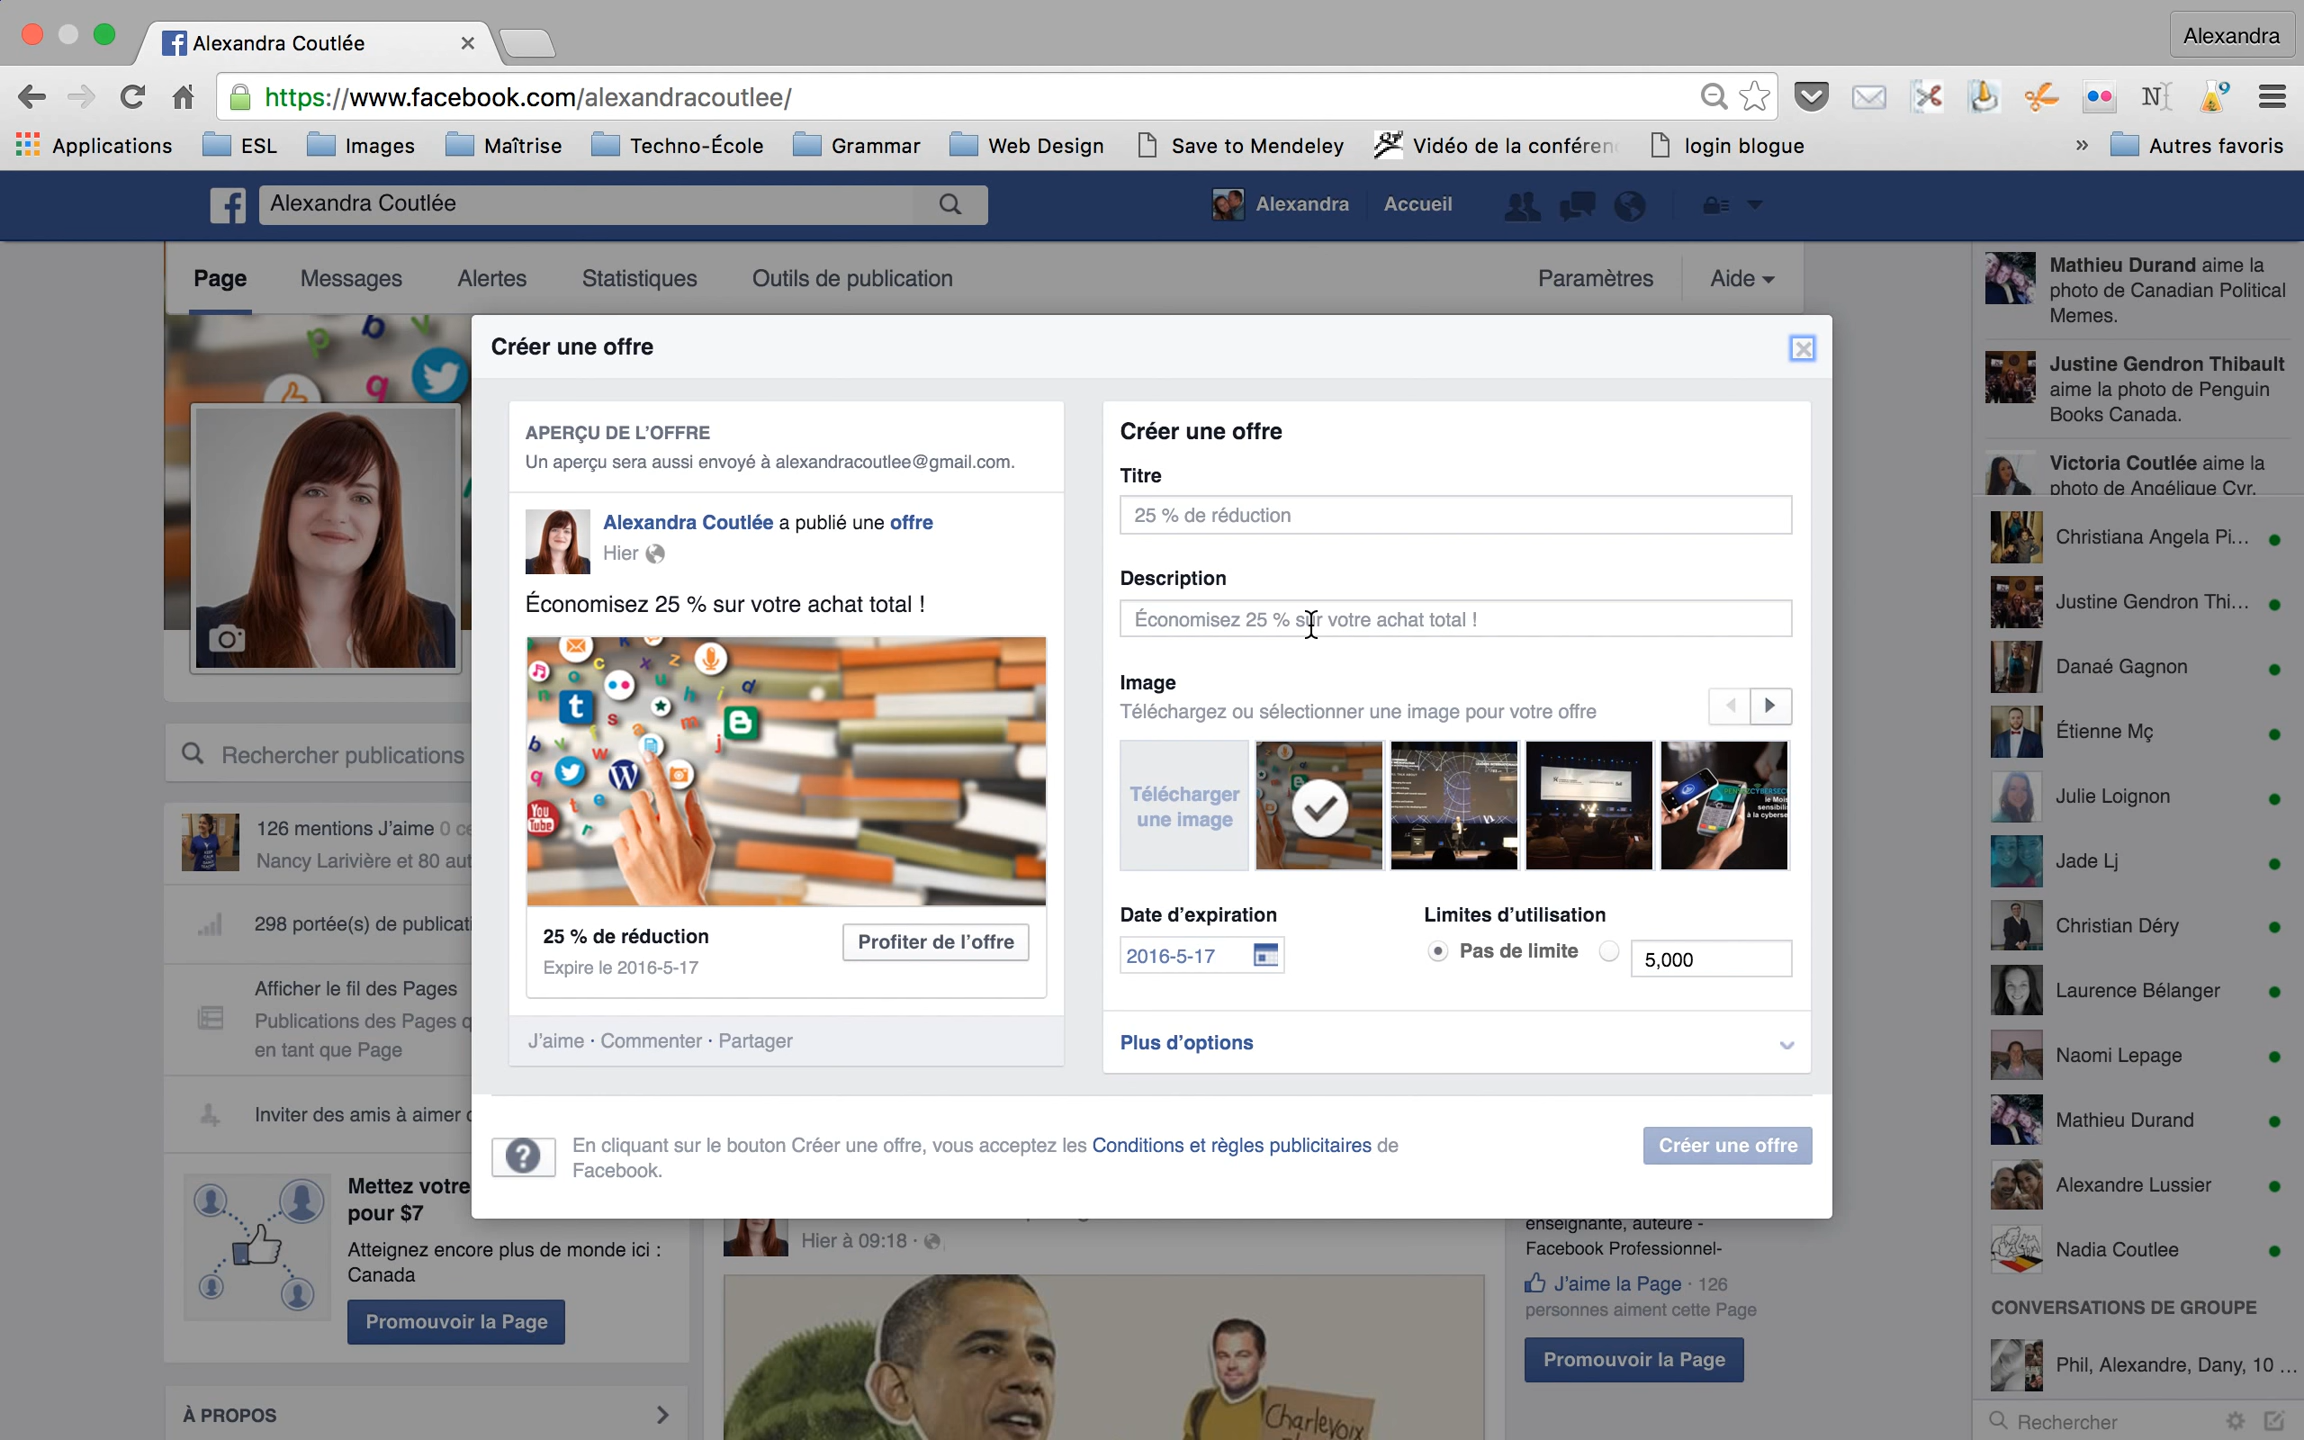 Alexandra Coutlée
Alexandra
https://www.facebook.com/alexandracoutlee/
Applications ESL Images Maîtrise Techno-École Grammar Web Design Save to Mendeley Vidéo de la conféren login blogue » Autres favoris
Alexandra Coutlée
Alexandra Accueil
Page Messages Alertes Statistiques Outils de publication Paramètres Aide
Créer une offre
APERÇU DE L'OFFRE
Un aperçu sera aussi envoyé à alexandracoutlee@gmail.com.
Alexandra Coutlée a publié une offre
Hier
Économisez 25 % sur votre achat total !
25 % de réduction
Expire le 2016-5-17
Profiter de l'offre
J'aime · Commenter · Partager
Créer une offre
Titre
25 % de réduction
Description
Économisez 25 % sur votre achat total !
Image
Téléchargez ou sélectionner une image pour votre offre
Télécharger
une image
Date d'expiration
2016-5-17
Limites d'utilisation
Pas de limite
5,000
Plus d'options
En cliquant sur le bouton Créer une offre, vous acceptez les Conditions et règles publicitaires de
Facebook.
Créer une offre
Rechercher publications
126 mentions J'aime 0 ce
Nancy Larivière et 80 aut
298 portée(s) de publicati
Afficher le fil des Pages
Publications des Pages q
en tant que Page
Inviter des amis à aimer c
Mettez votre
pour $7
Atteignez encore plus de monde ici :
Canada
Promouvoir la Page
À PROPOS
Hier à 09:18 ·
Charlevoix
enseignante, auteure -
Facebook Professionnel-
J'aime la Page · 126
personnes aiment cette Page
Promouvoir la Page
Mathieu Durand aime la
photo de Canadian Political
Memes.
Justine Gendron Thibault
aime la photo de Penguin
Books Canada.
Victoria Coutlée aime la
photo de Angélique Cyr.
Christiana Angela Pi...
Justine Gendron Thi...
Danaé Gagnon
Étienne Mç
Julie Loignon
Jade Lj
Christian Déry
Laurence Bélanger
Naomi Lepage
Mathieu Durand
Alexandre Lussier
Nadia Coutlee
CONVERSATIONS DE GROUPE
Phil, Alexandre, Dany, 10 ...
Rechercher